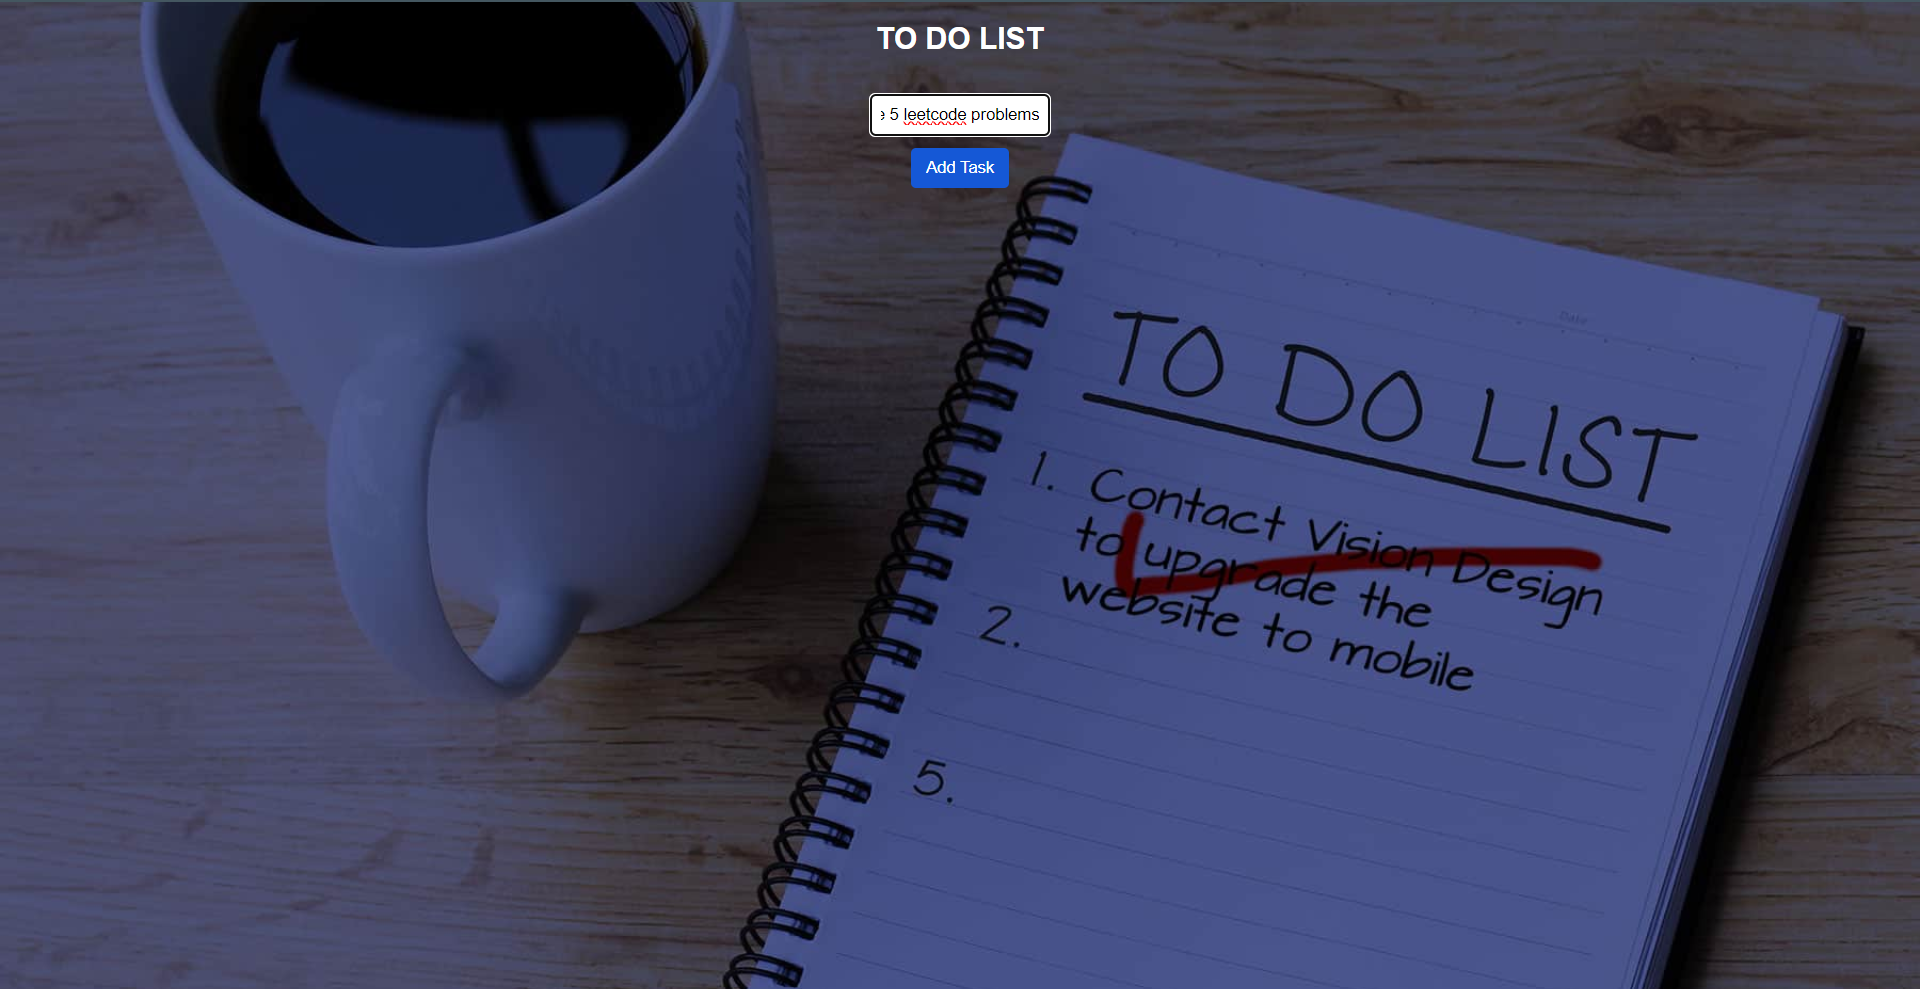 TO DO LIST
5 leetcode problems
Add Task
DATE
TO DO LIST
1. Contact Vision Design
to upgrade the
website to mobile
2.
5.